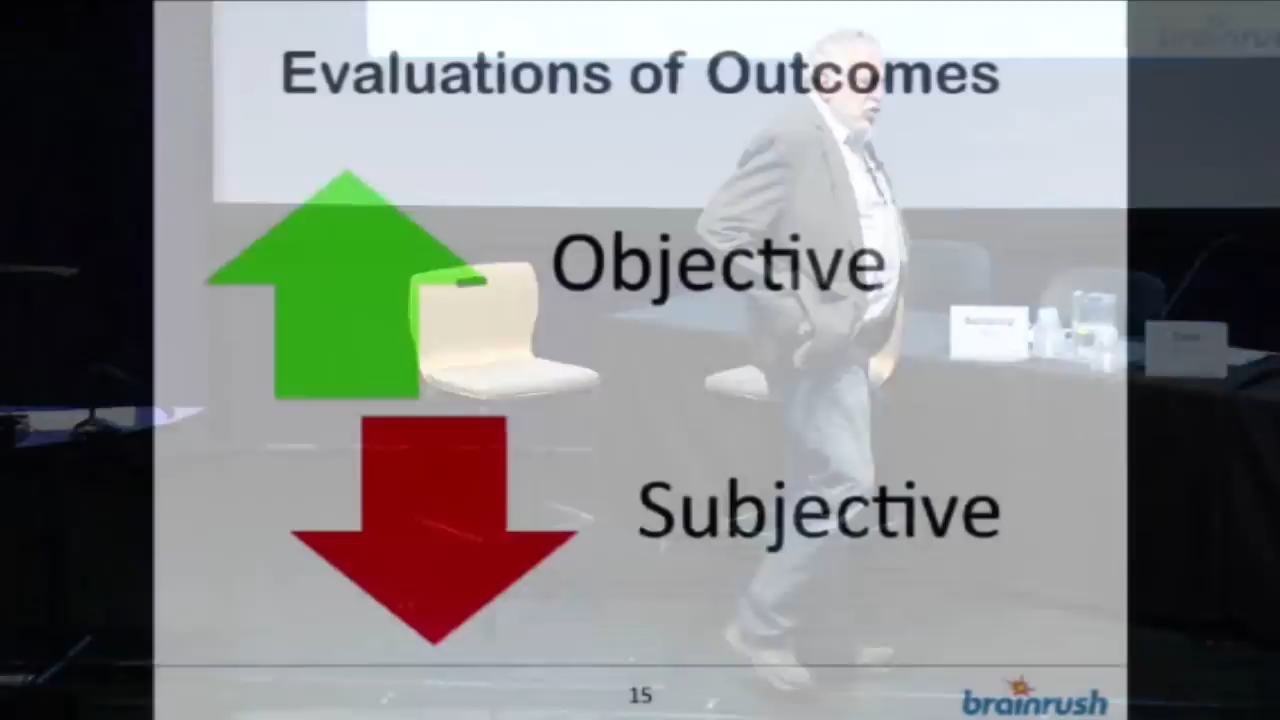 Evaluations of Outcomes
Objective
Subjective
15
brainrush